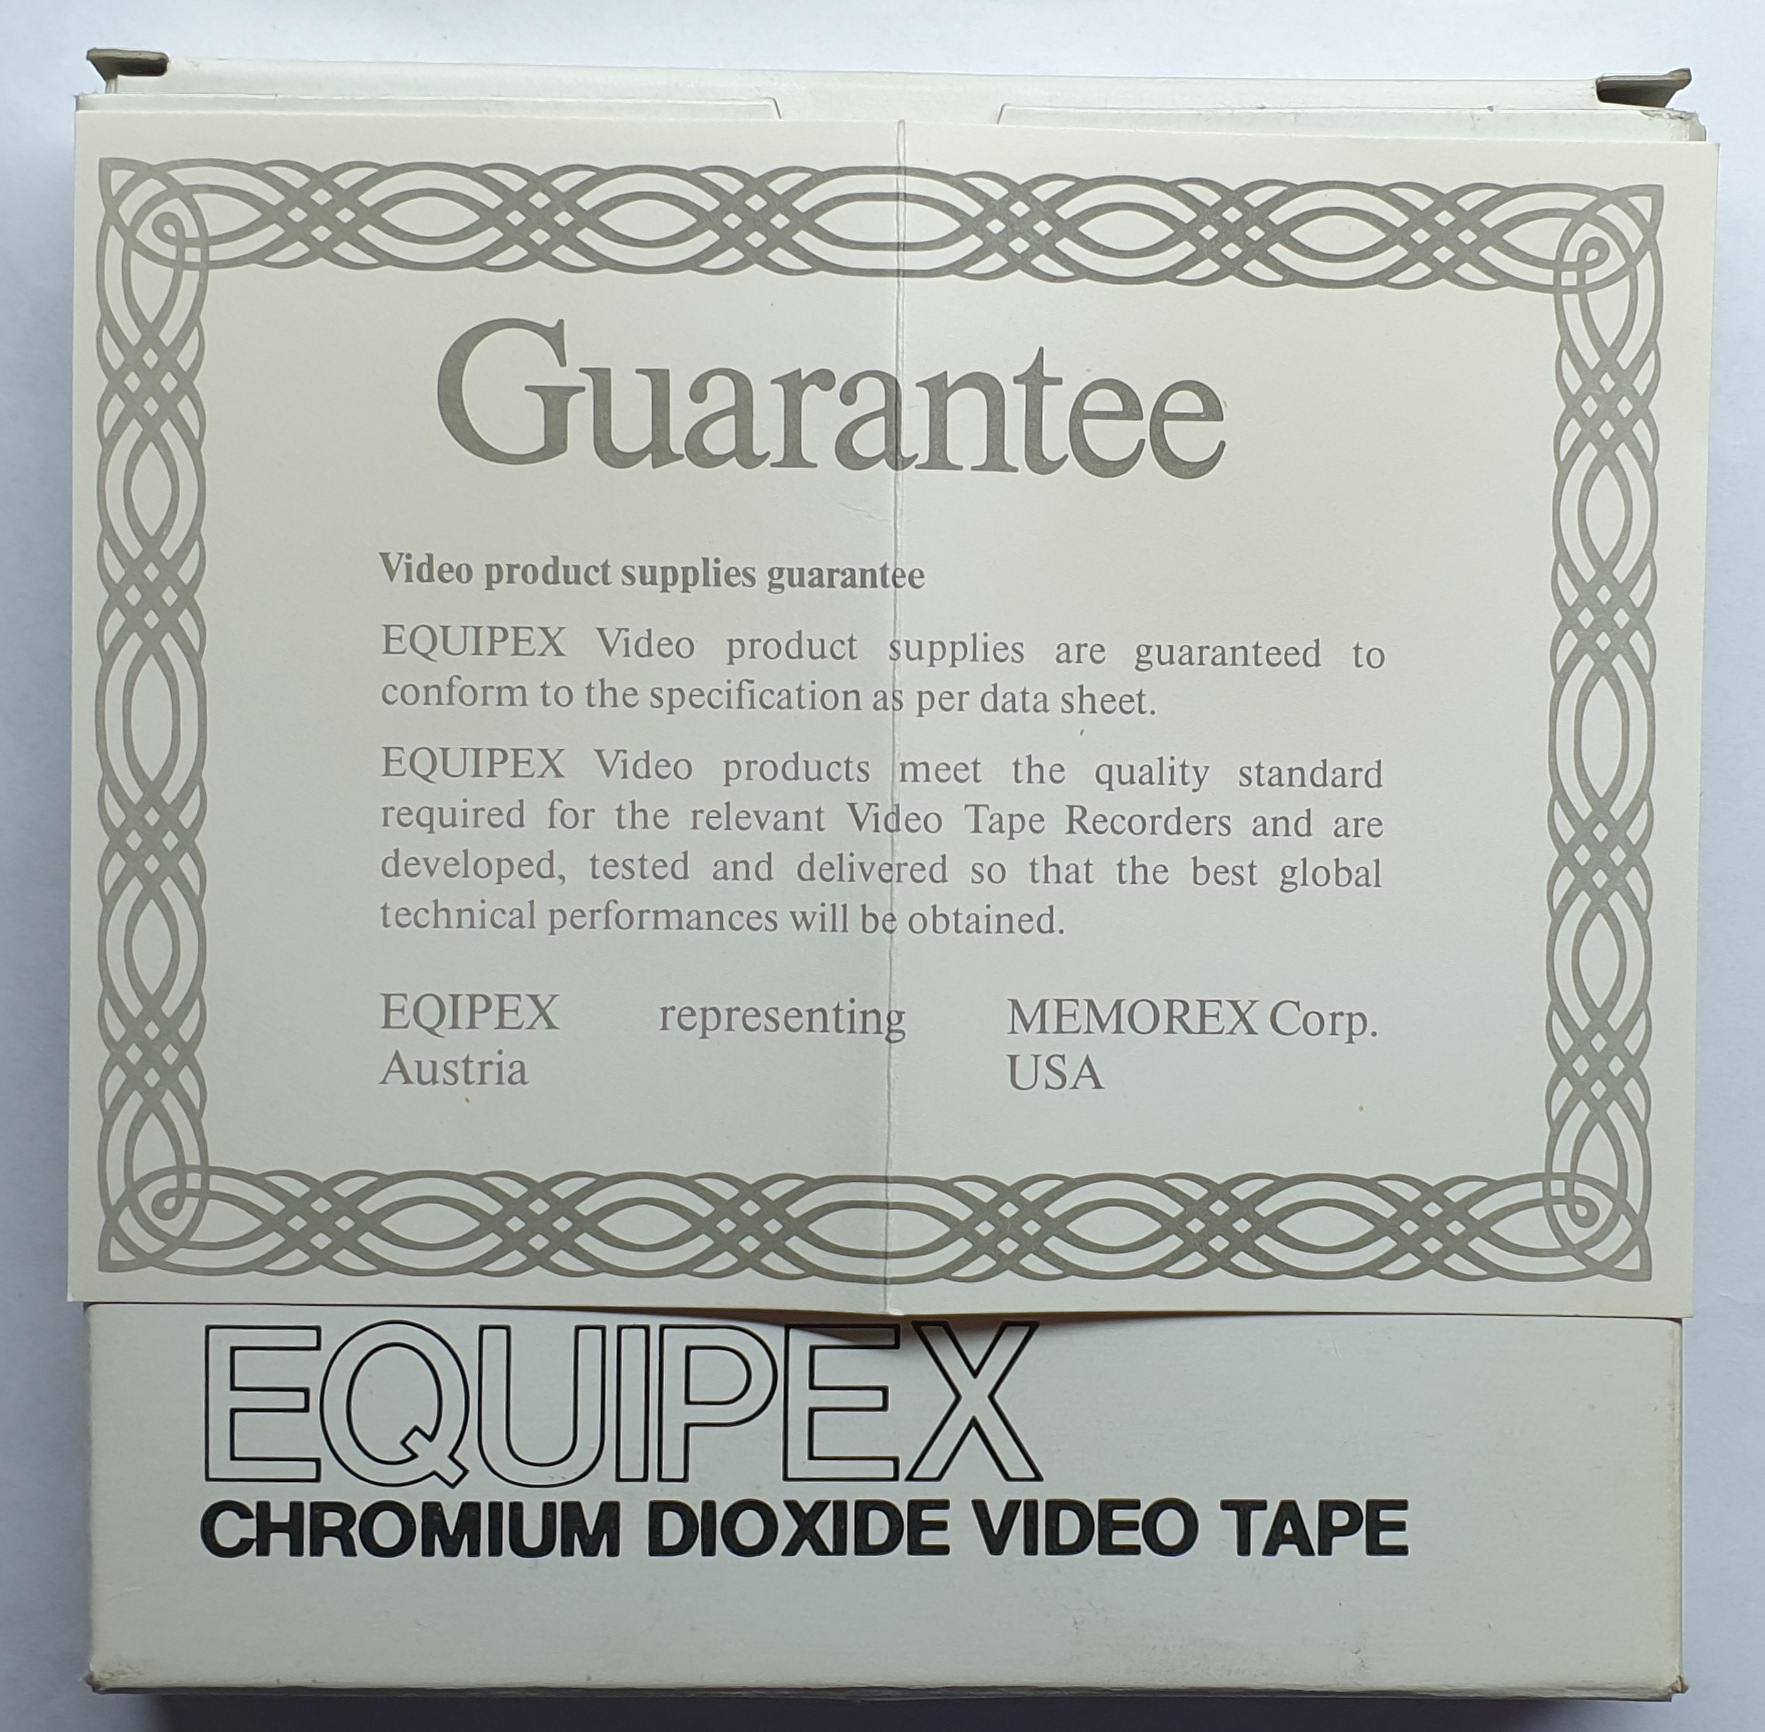 Guarantee
Video product supplies guarantee
EQUIPEX Video product supplies are guaranteed to
conform to the specification as per data sheet.
EQUIPEX Video products meet the quality standard
required for the relevant Video Tape Recorders and are
developed, tested and delivered so that the best global
technical performances will be obtained.
EQIPEX representing MEMOREX Corp.
Austria USA
EQUIPEX
CHROMIUM DIOXIDE VIDEO TAPE